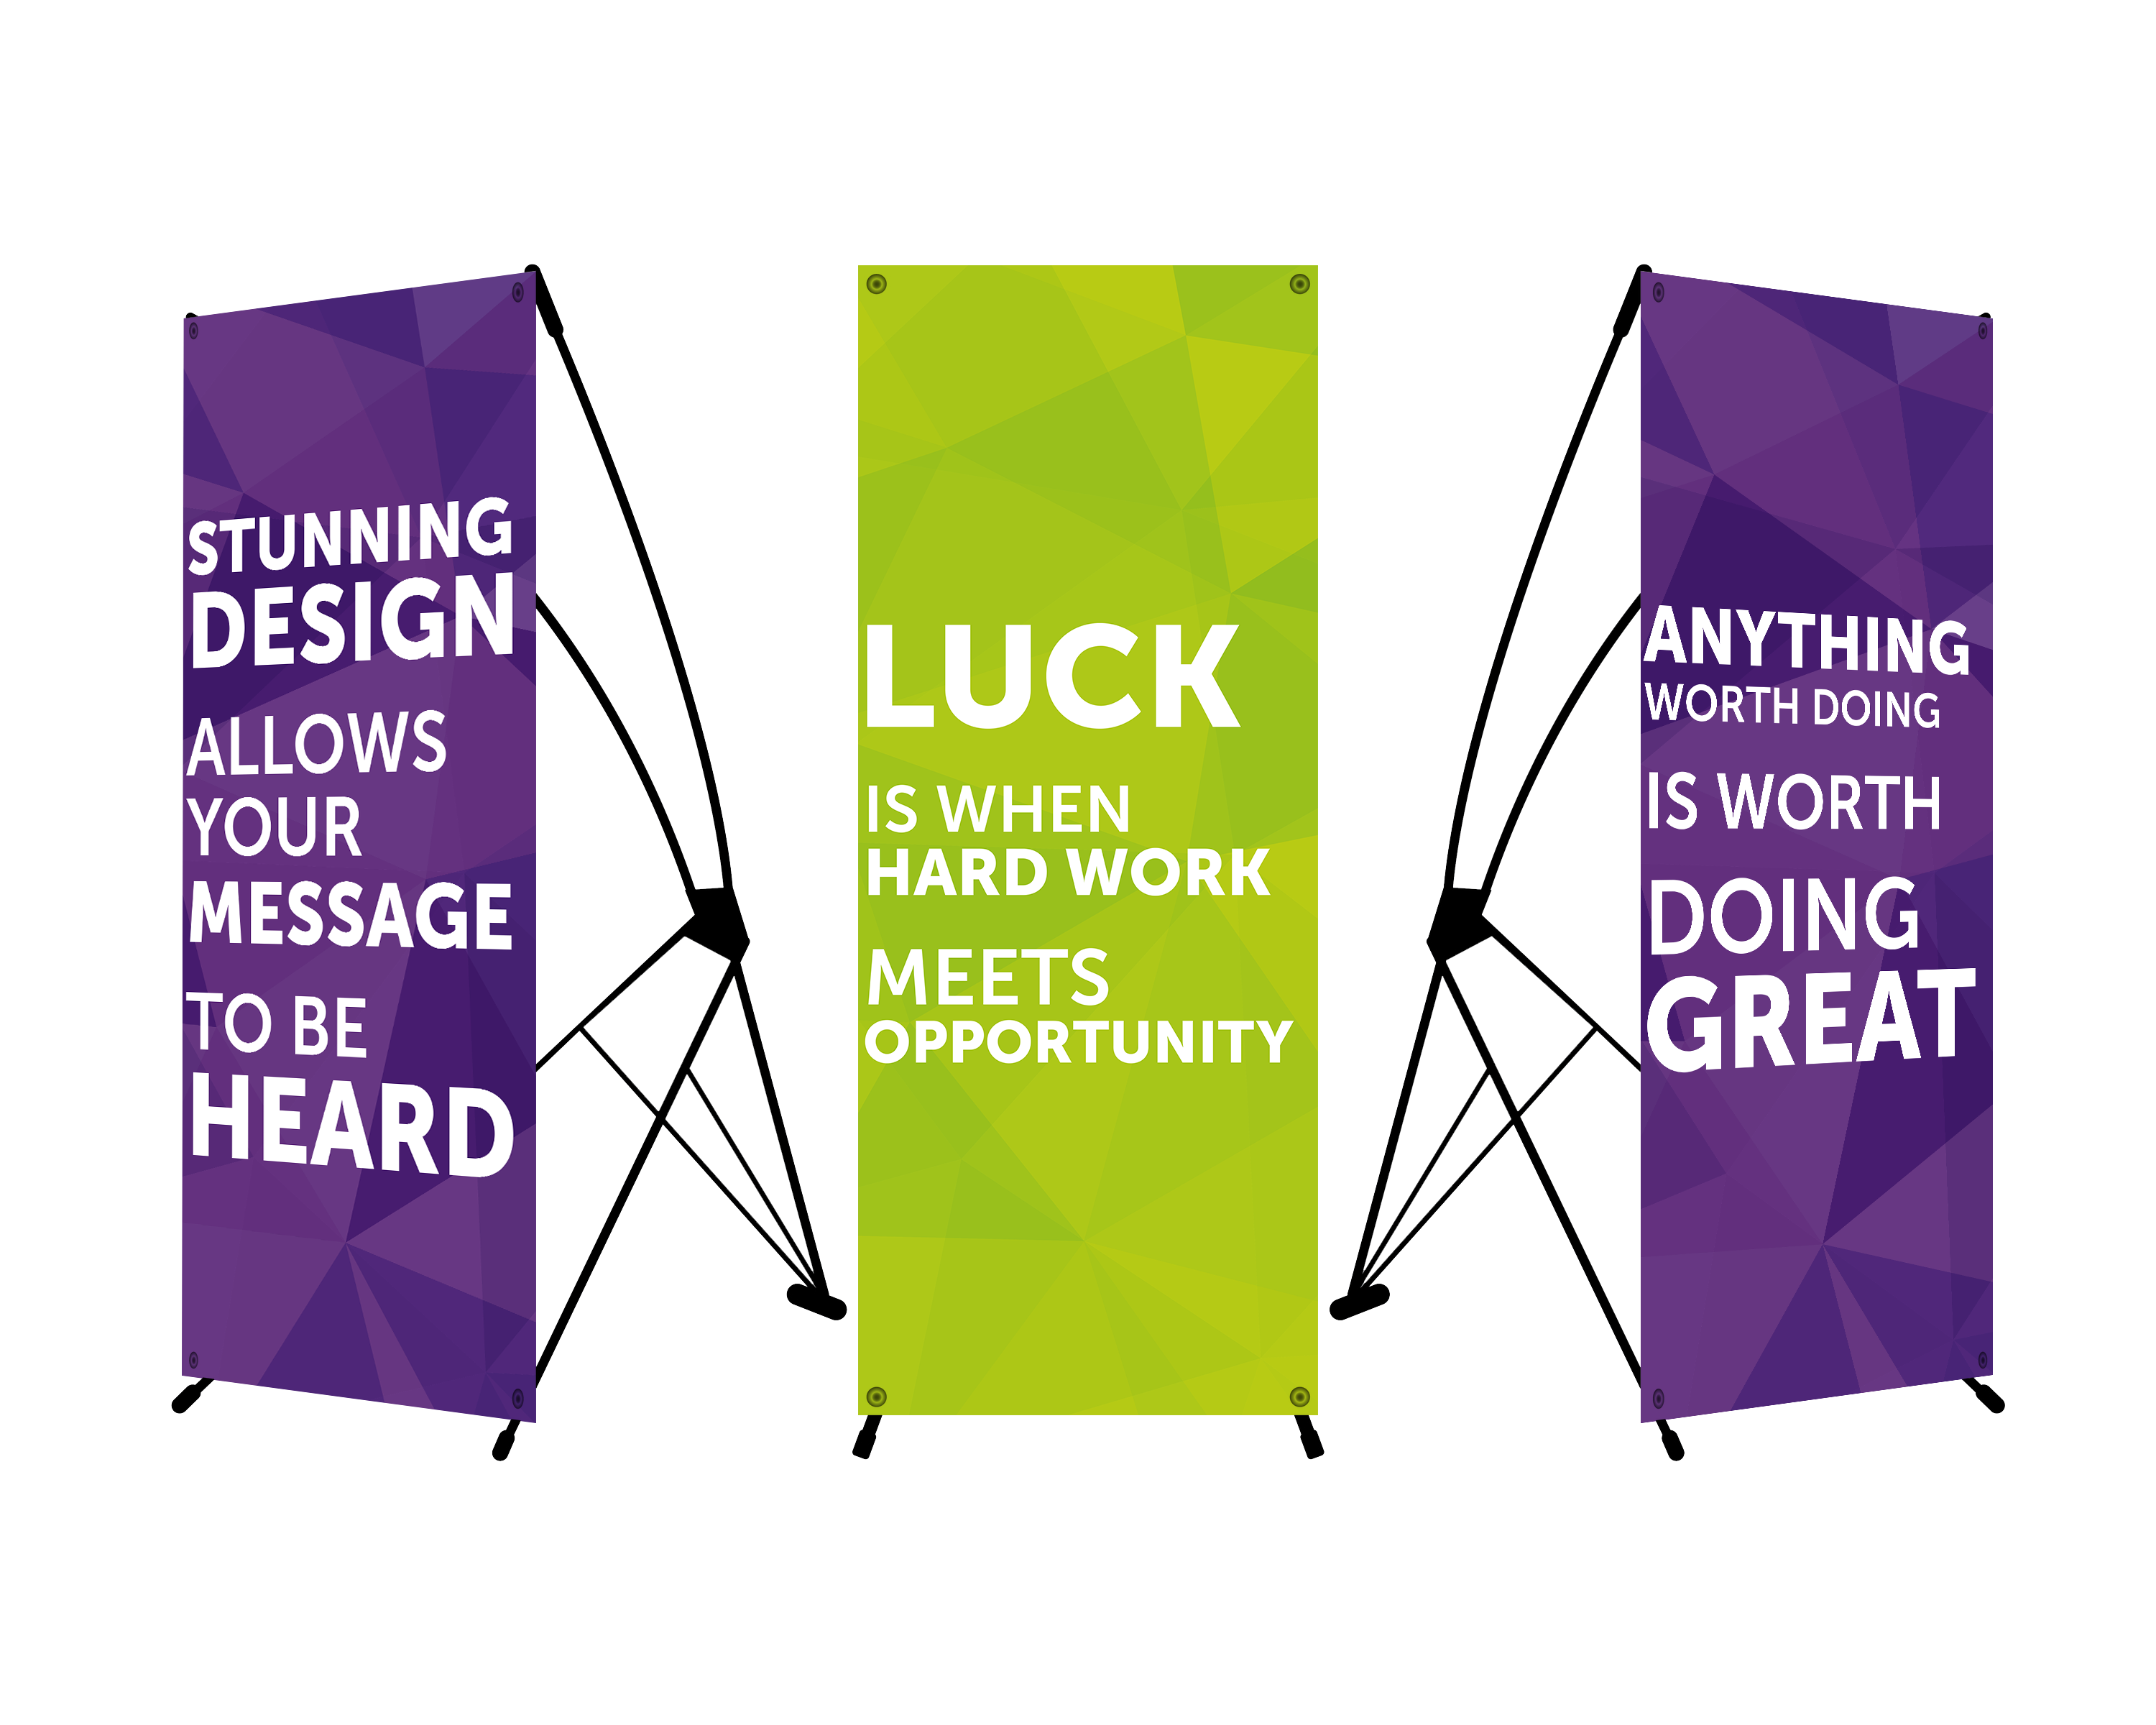 STUNNING
DESIGN
ALLOWS
YOUR
MESSAGE
TO BE
HEARD
LUCK
IS WHEN
HARD WORK
MEETS
OPPORTUNITY
ANYTHING
WORTH DOING
IS WORTH
DOING
GREAT